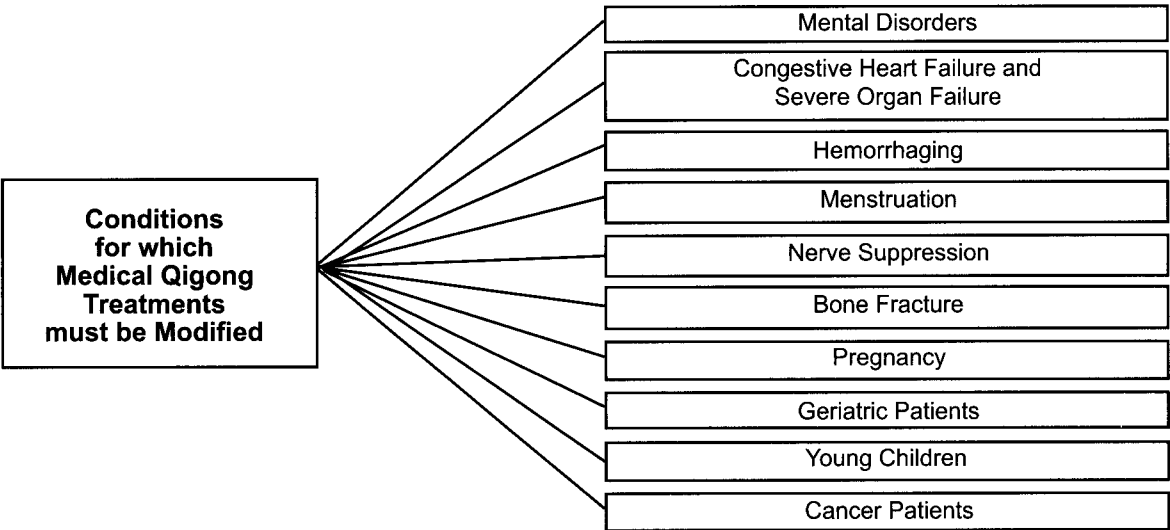 Conditions
for which
Medical Qigong
Treatments
must be Modified
Mental Disorders
Congestive Heart Failure and
Severe Organ Failure
Hemorrhaging
Menstruation
Nerve Suppression
Bone Fracture
Pregnancy
Geriatric Patients
Young Children
Cancer Patients